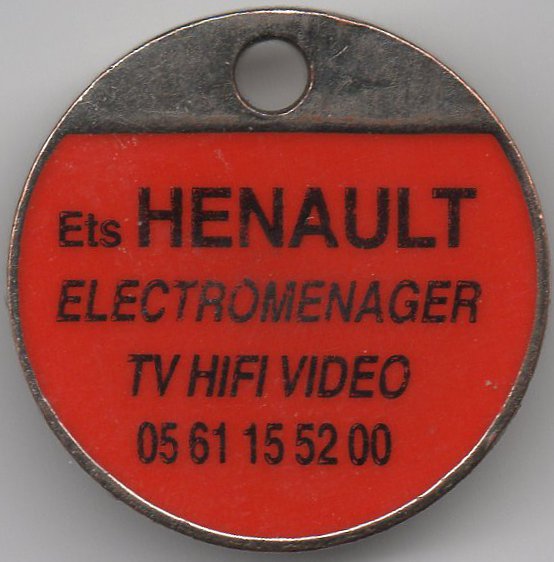 Ets HENAULT
ELECTROMENAGER
TV HIFI VIDEO
05 61 15 52 00